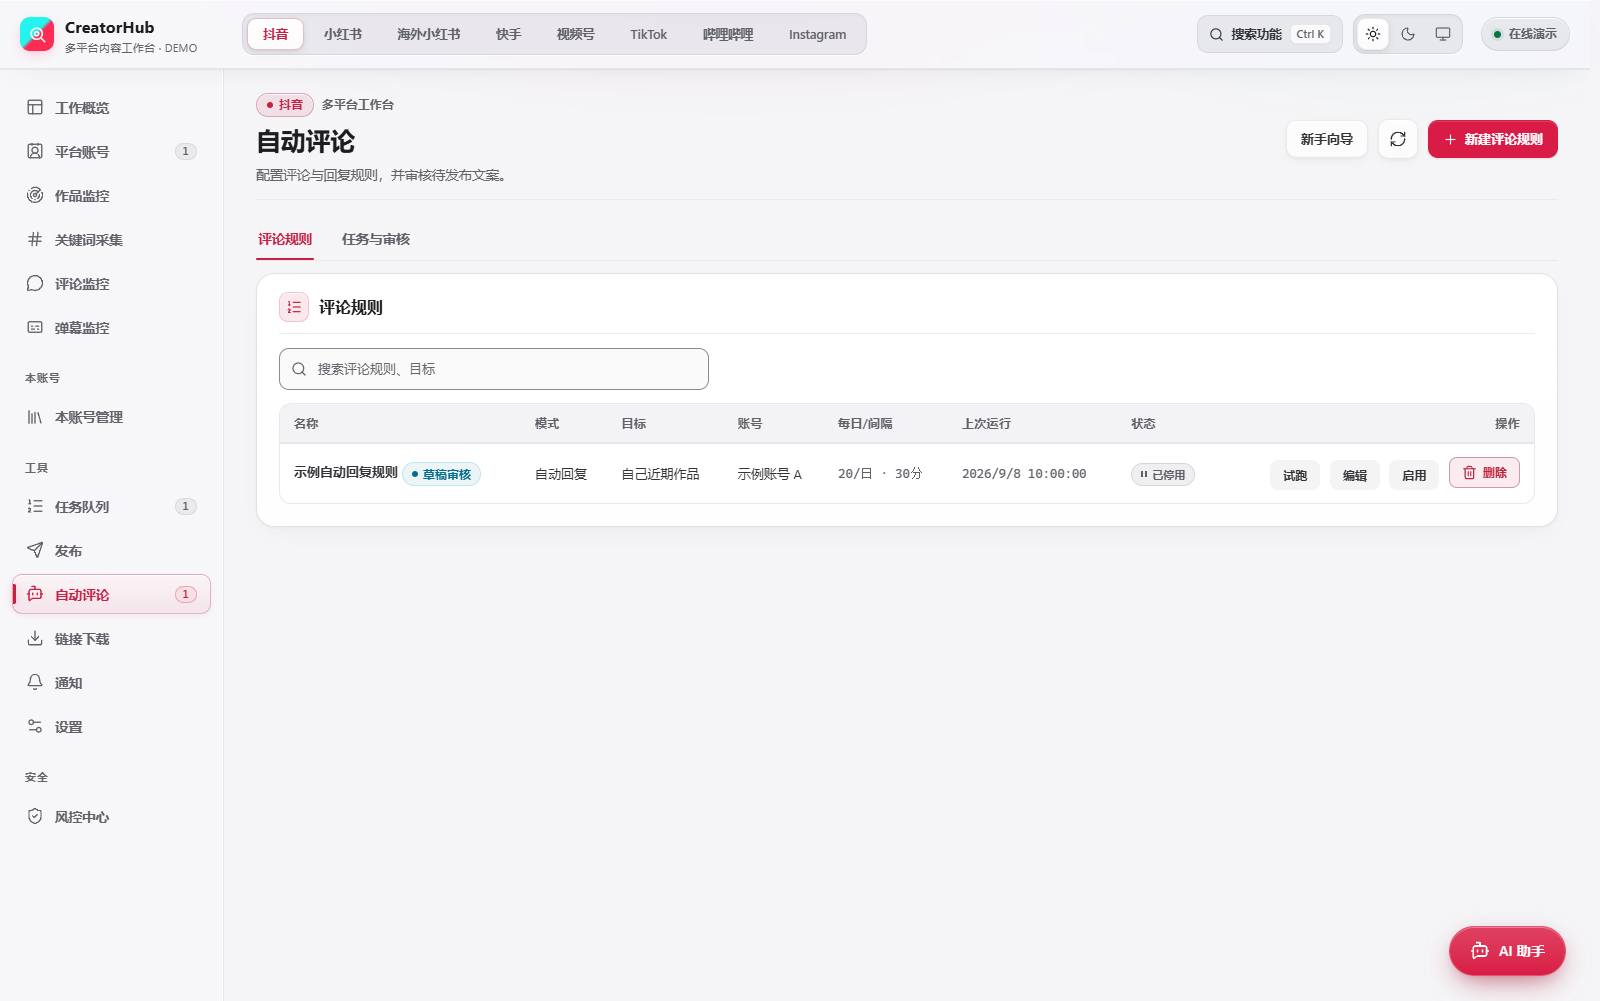 CreatorHub
多平台内容工作台 · DEMO
抖音 小红书 海外小红书 快手 视频号 TikTok 哔哩哔哩 Instagram
搜索功能 Ctrl K
在线演示
工作概览
平台账号 1
作品监控
关键词采集
评论监控
弹幕监控
本账号
本账号管理
工具
任务队列 1
发布
自动评论 1
链接下载
通知
设置
安全
风控中心
抖音 多平台工作台
自动评论
配置评论与回复规则，并审核待发布文案。
新手向导
新建评论规则
评论规则 任务与审核
评论规则
搜索评论规则、目标
名称 模式 目标 账号 每日/间隔 上次运行 状态 操作
示例自动回复规则 草稿审核 自动回复 自己近期作品 示例账号 A 20/日 · 30分 2026/9/8 10:00:00 已停用 试跑 编辑 启用 删除
AI 助手